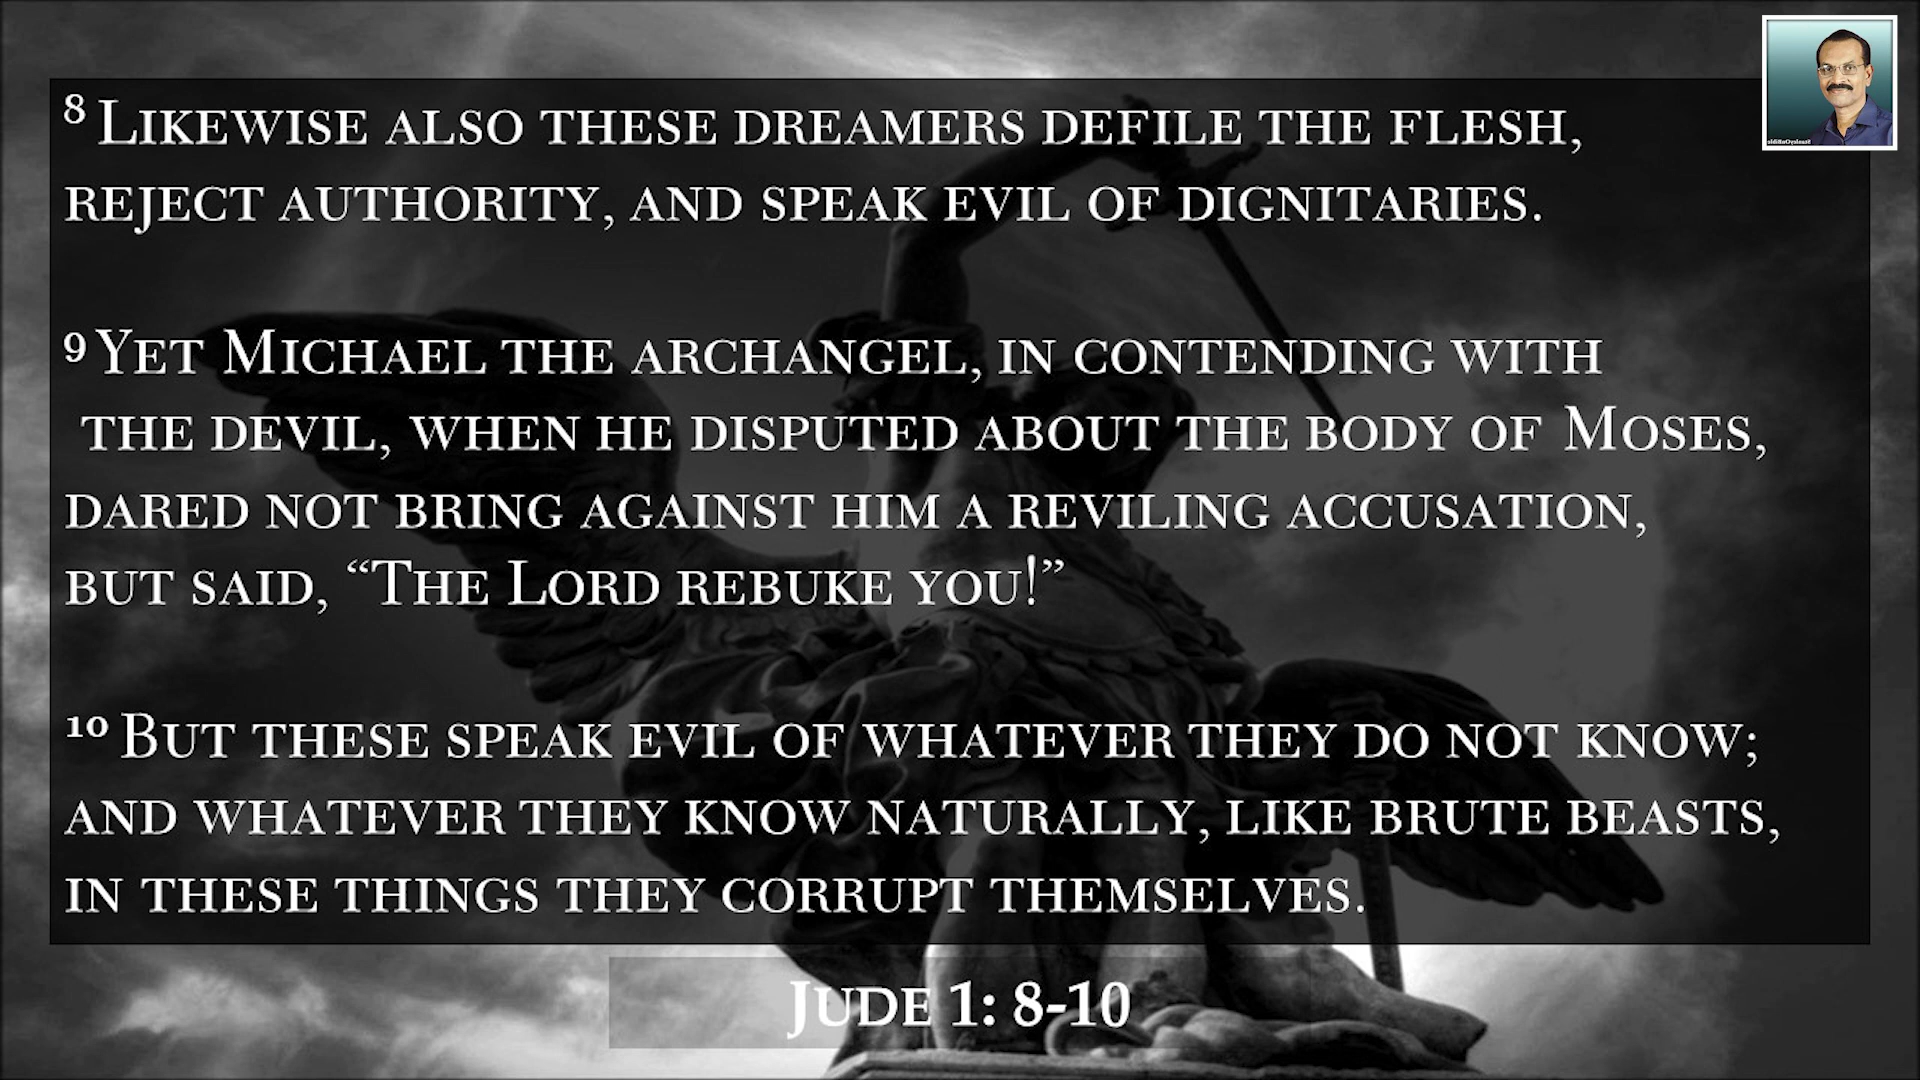 8 Likewise also these dreamers defile the flesh,
reject authority, and speak evil of dignitaries.
9 Yet Michael the archangel, in contending with
the devil, when he disputed about the body of Moses,
dared not bring against him a reviling accusation,
but said, “The Lord rebuke you!”
10 But these speak evil of whatever they do not know;
and whatever they know naturally, like brute beasts,
in these things they corrupt themselves.
Jude 1: 8-10